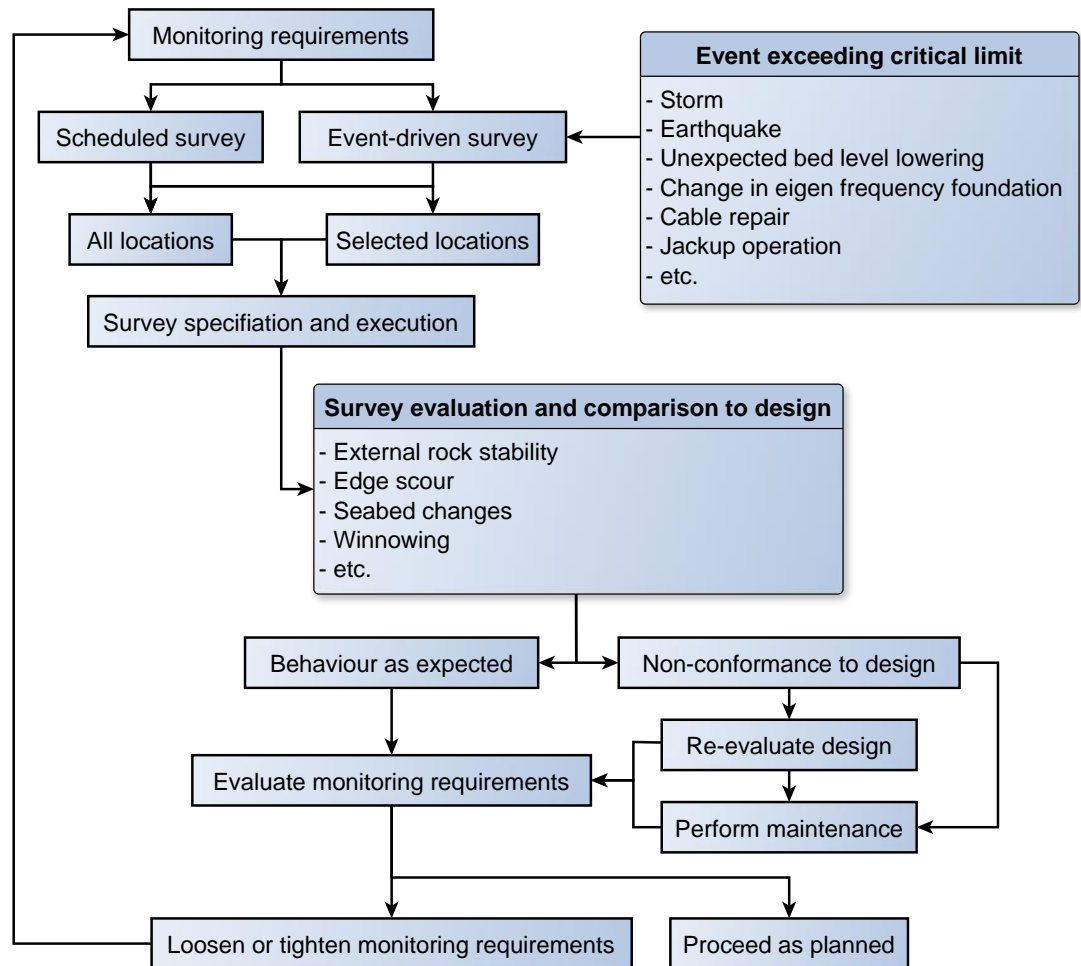 Monitoring requirements
Event exceeding critical limit
- Storm
- Earthquake
- Unexpected bed level lowering
- Change in eigen frequency foundation
- Cable repair
- Jackup operation
- etc.
Scheduled survey
Event-driven survey
All locations
Selected locations
Survey specifiation and execution
Survey evaluation and comparison to design
- External rock stability
- Edge scour
- Seabed changes
- Winnowing
- etc.
Behaviour as expected
Non-conformance to design
Re-evaluate design
Evaluate monitoring requirements
Perform maintenance
Loosen or tighten monitoring requirements
Proceed as planned